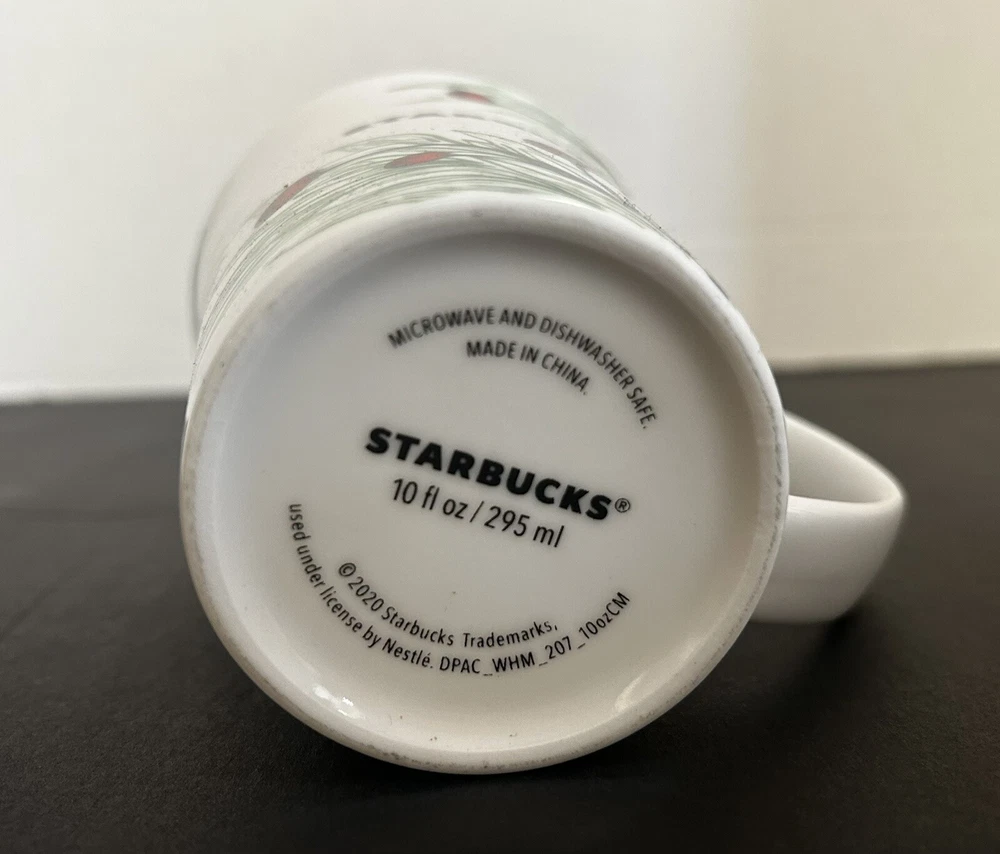 MICROWAVE AND DISHWASHER SAFE.
MADE IN CHINA.
STARBUCKS®
10 fl oz / 295 ml
©2020 Starbucks Trademarks,
used under license by Nestlé. DPAC_WHM_207_10ozCM